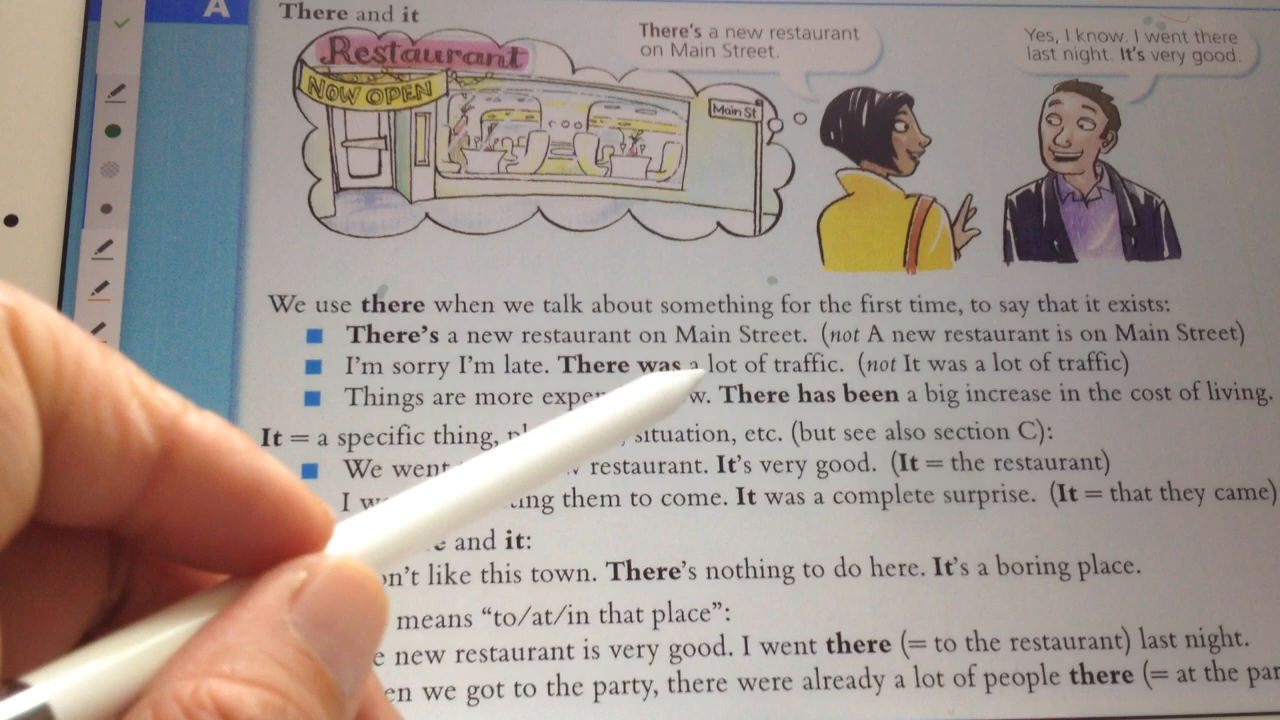 A
There and it
Restaurant
NOW OPEN
Main St
There's a new restaurant
on Main Street.
Yes, I know. I went there
last night. It's very good.
We use there when we talk about something for the first time, to say that it exists:
There's a new restaurant on Main Street. (not A new restaurant is on Main Street)
I'm sorry I'm late. There was a lot of traffic. (not It was a lot of traffic)
Things are more w. There has been a big increase in the cost of living.
It = a specific thing, situation, etc. (but see also section C):
We went restaurant. It's very good. (It = the restaurant)
I them to come. It was a complete surprise. (It = that they came)
and it:
like this town. There's nothing to do here. It's a boring place.
means "to/at/in that place":
new restaurant is very good. I went there (= to the restaurant) last night.
we got to the party, there were already a lot of people there (= at the